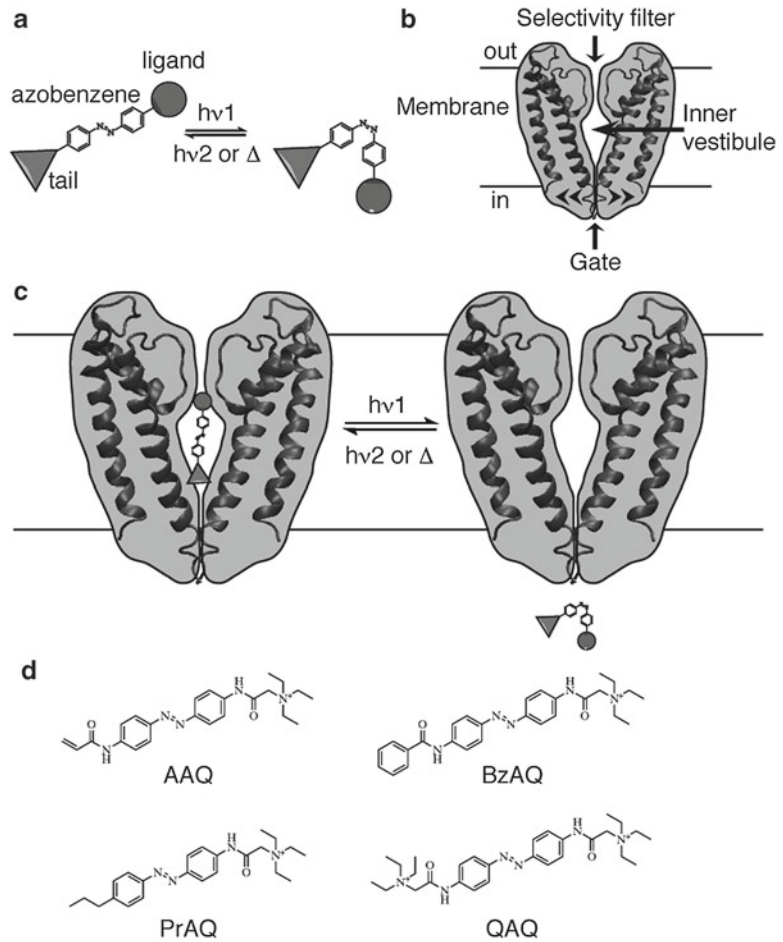 a
ligand
azobenzene
N=N
hν1
hν2 or Δ
tail
N=N
b
Selectivity filter
out
Membrane
Inner
vestibule
in
Gate
c
hν1
hν2 or Δ
d
H
N
O
N
N
N+
O
N
H
AAQ
H
N
O
N
N
N+
O
N
H
BzAQ
H
N
O
N
N
N+
PrAQ
H
N
O
N
N
N+
O
N+
N
H
QAQ